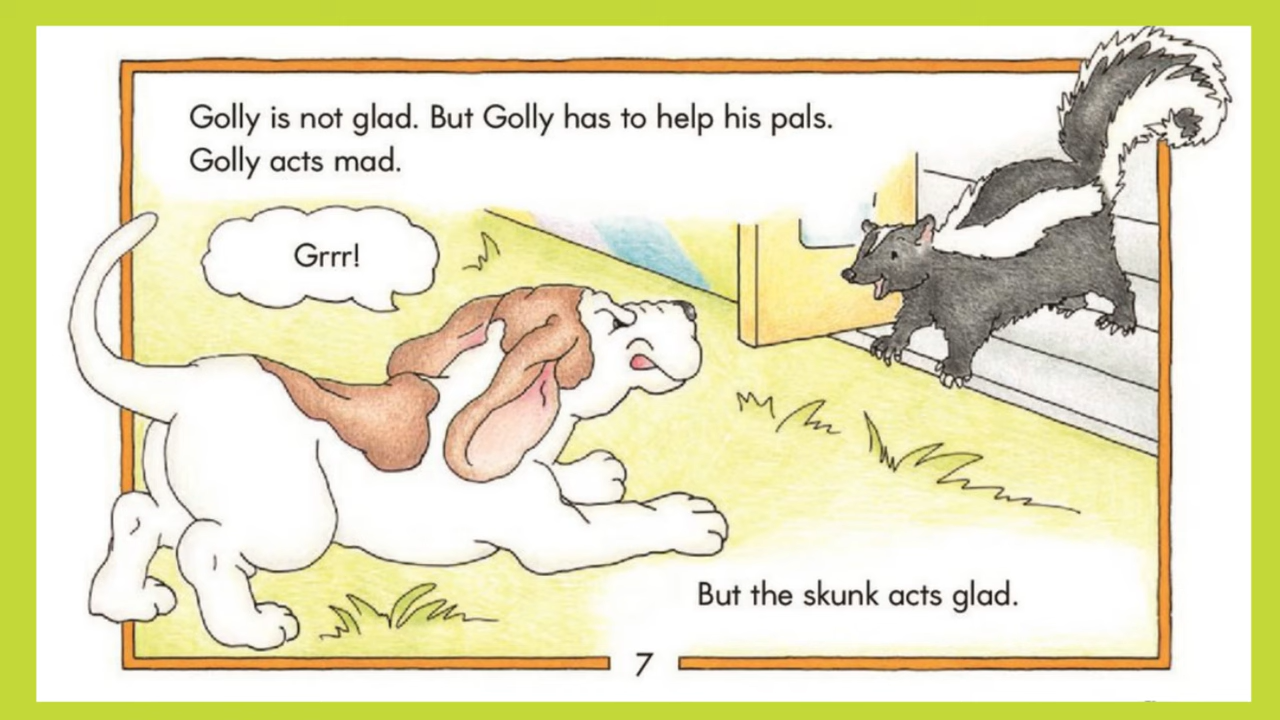 Golly is not glad. But Golly has to help his pals.
Golly acts mad.
Grrr!
But the skunk acts glad.
7